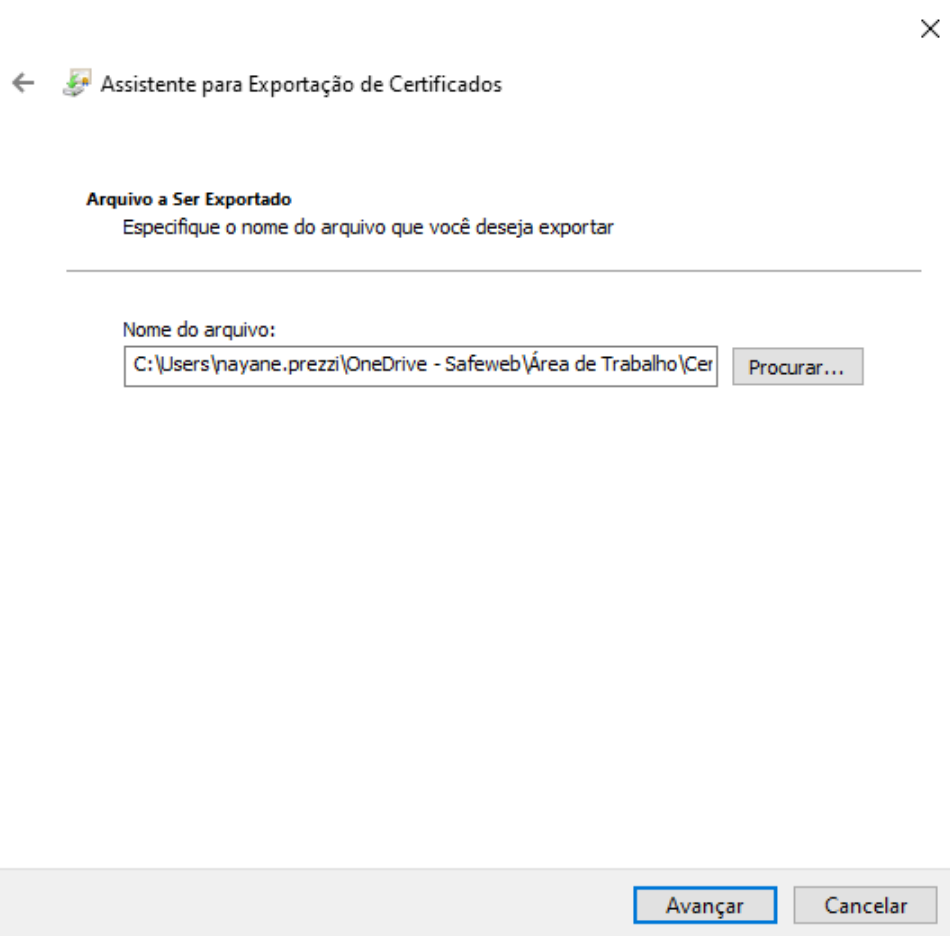 Assistente para Exportação de Certificados
Arquivo a Ser Exportado
Especifique o nome do arquivo que você deseja exportar
Nome do arquivo:
C:\Users\nayane.prezzi\OneDrive - Safeweb\Área de Trabalho\Cer
Procurar...
Avançar
Cancelar